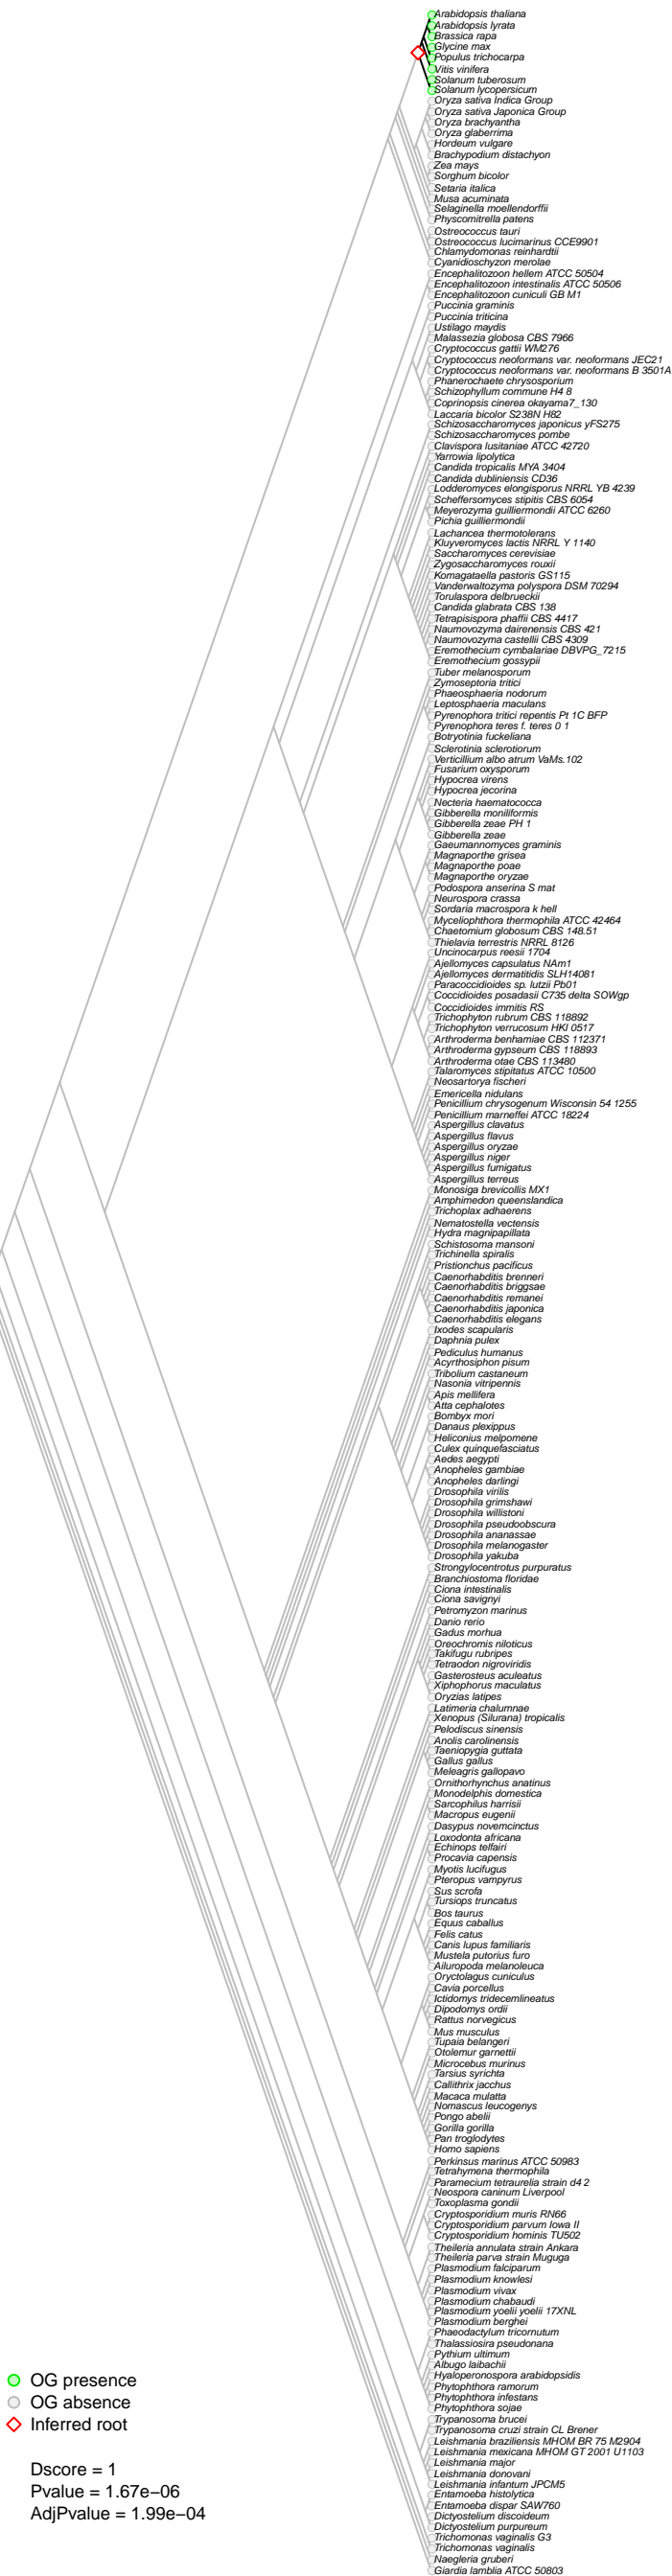 Arabidopsis thaliana
Arabidopsis lyrata
Brassica rapa
Glycine max
Populus trichocarpa
Vitis vinifera
Solanum tuberosum
Solanum lycopersicum
Oryza sativa Indica Group
Oryza sativa Japonica Group
Oryza brachyantha
Oryza glaberrima
Hordeum vulgare
Brachypodium distachyon
Zea mays
Sorghum bicolor
Setaria italica
Musa acuminata
Selaginella moellendorffii
Physcomitrella patens
Ostreococcus tauri
Ostreococcus lucimarinus CCE9901
Chlamydomonas reinhardtii
Cyanidioschyzon merolae
Encephalitozoon hellem ATCC 50504
Encephalitozoon intestinalis ATCC 50506
Encephalitozoon cuniculi GB M1
Puccinia graminis
Puccinia triticina
Ustilago maydis
Malassezia globosa CBS 7966
Cryptococcus gattii WM276
Cryptococcus neoformans var. neoformans JEC21
Cryptococcus neoformans var. neoformans B 3501A
Phanerochaete chrysosporium
Schizophyllum commune H4 8
Coprinopsis cinerea okayama7_130
Laccaria bicolor S238N H82
Schizosaccharomyces japonicus yFS275
Schizosaccharomyces pombe
Clavispora lusitaniae ATCC 42720
Yarrowia lipolytica
Candida tropicalis MYA 3404
Candida dubliniensis CD36
Lodderomyces elongisporus NRRL YB 4239
Scheffersomyces stipitis CBS 6054
Meyerozyma guilliermondii ATCC 6260
Pichia guilliermondii
Lachancea thermotolerans
Kluyveromyces lactis NRRL Y 1140
Saccharomyces cerevisiae
Zygosaccharomyces rouxii
Komagataella pastoris GS115
Vanderwaltozyma polyspora DSM 70294
Torulaspora delbrueckii
Candida glabrata CBS 138
Tetrapisispora phaffii CBS 4417
Naumovozyma dairenensis CBS 421
Naumovozyma castellii CBS 4309
Eremothecium cymbalariae DBVPG_7215
Eremothecium gossypii
Tuber melanosporum
Zymoseptoria tritici
Phaeosphaeria nodorum
Leptosphaeria maculans
Pyrenophora tritici repentis Pt 1C BFP
Pyrenophora teres f. teres 0 1
Botryotinia fuckeliana
Sclerotinia sclerotiorum
Verticillium albo atrum VaMs.102
Fusarium oxysporum
Hypocrea virens
Hypocrea jecorina
Necteria haematococca
Gibberella moniliformis
Gibberella zeae PH 1
Gibberella zeae
Gaeumannomyces graminis
Magnaporthe grisea
Magnaporthe poae
Magnaporthe oryzae
Podospora anserina S mat
Neurospora crassa
Sordaria macrospora k hell
Myceliophthora thermophila ATCC 42464
Chaetomium globosum CBS 148.51
Thielavia terrestris NRRL 8126
Uncinocarpus reesii 1704
Ajellomyces capsulatus NAm1
Ajellomyces dermatitidis SLH14081
Paracoccidioides sp. lutzii Pb01
Coccidioides posadasii C735 delta SOWgp
Coccidioides immitis RS
Trichophyton rubrum CBS 118892
Trichophyton verrucosum HKI 0517
Arthroderma benhamiae CBS 112371
Arthroderma gypseum CBS 118893
Arthroderma otae CBS 113480
Talaromyces stipitatus ATCC 10500
Neosartorya fischeri
Emericella nidulans
Penicillium chrysogenum Wisconsin 54 1255
Penicillium marneffei ATCC 18224
Aspergillus clavatus
Aspergillus flavus
Aspergillus oryzae
Aspergillus niger
Aspergillus fumigatus
Aspergillus terreus
Monosiga brevicollis MX1
Amphimedon queenslandica
Trichoplax adhaerens
Nematostella vectensis
Hydra magnipapillata
Schistosoma mansoni
Trichinella spiralis
Pristionchus pacificus
Caenorhabditis brenneri
Caenorhabditis briggsae
Caenorhabditis remanei
Caenorhabditis japonica
Caenorhabditis elegans
Ixodes scapularis
Daphnia pulex
Pediculus humanus
Acyrthosiphon pisum
Tribolium castaneum
Nasonia vitripennis
Apis mellifera
Atta cephalotes
Bombyx mori
Danaus plexippus
Heliconius melpomene
Culex quinquefasciatus
Aedes aegypti
Anopheles gambiae
Anopheles darlingi
Drosophila virilis
Drosophila grimshawi
Drosophila willistoni
Drosophila pseudoobscura
Drosophila ananassae
Drosophila melanogaster
Drosophila yakuba
Strongylocentrotus purpuratus
Branchiostoma floridae
Ciona intestinalis
Ciona savignyi
Petromyzon marinus
Danio rerio
Gadus morhua
Oreochromis niloticus
Takifugu rubripes
Tetraodon nigroviridis
Gasterosteus aculeatus
Xiphophorus maculatus
Oryzias latipes
Latimeria chalumnae
Xenopus (Silurana) tropicalis
Pelodiscus sinensis
Anolis carolinensis
Taeniopygia guttata
Gallus gallus
Meleagris gallopavo
Ornithorhynchus anatinus
Monodelphis domestica
Sarcophilus harrisii
Macropus eugenii
Dasypus novemcinctus
Loxodonta africana
Echinops telfairi
Procavia capensis
Myotis lucifugus
Pteropus vampyrus
Sus scrofa
Tursiops truncatus
Bos taurus
Equus caballus
Felis catus
Canis lupus familiaris
Mustela putorius furo
Ailuropoda melanoleuca
Oryctolagus cuniculus
Cavia porcellus
Ictidomys tridecemlineatus
Dipodomys ordii
Rattus norvegicus
Mus musculus
Tupaia belangeri
Otolemur garnettii
Microcebus murinus
Tarsius syrichta
Callithrix jacchus
Macaca mulatta
Nomascus leucogenys
Pongo abelii
Gorilla gorilla
Pan troglodytes
Homo sapiens
Perkinsus marinus ATCC 50983
Tetrahymena thermophila
Paramecium tetraurelia strain d4 2
Neospora caninum Liverpool
Toxoplasma gondii
Cryptosporidium muris RN66
Cryptosporidium parvum Iowa II
Cryptosporidium hominis TU502
Theileria annulata strain Ankara
Theileria parva strain Muguga
Plasmodium falciparum
Plasmodium knowlesi
Plasmodium vivax
Plasmodium chabaudi
Plasmodium yoelii yoelii 17XNL
Plasmodium berghei
Phaeodactylum tricornutum
Thalassiosira pseudonana
Pythium ultimum
Albugo laibachii
Hyaloperonospora arabidopsidis
Phytophthora ramorum
Phytophthora infestans
Phytophthora sojae
Trypanosoma brucei
Trypanosoma cruzi strain CL Brener
Leishmania braziliensis MHOM BR 75 M2904
Leishmania mexicana MHOM GT 2001 U1103
Leishmania major
Leishmania donovani
Leishmania infantum JPCM5
Entamoeba histolytica
Entamoeba dispar SAW760
Dictyostelium discoideum
Dictyostelium purpureum
Trichomonas vaginalis G3
Trichomonas vaginalis
Naegleria gruberi
Giardia lamblia ATCC 50803
OG presence
OG absence
Inferred root
Dscore = 1
Pvalue = 1.67e−06
AdjPvalue = 1.99e−04